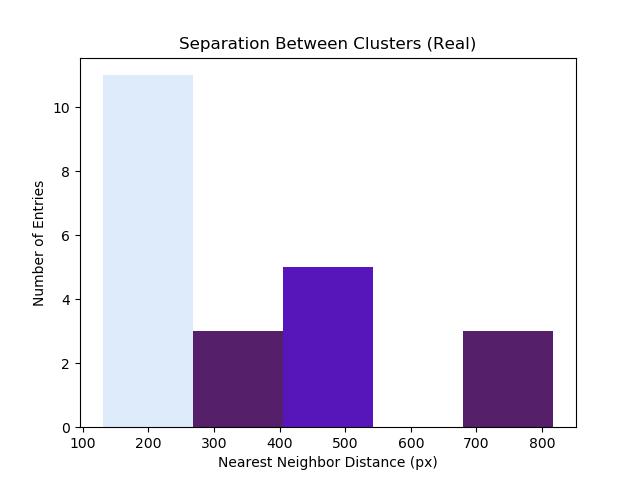 Separation Between Clusters (Real)
10
8
6
4
2
0
Number of Entries
100 200 300 400 500 600 700 800
Nearest Neighbor Distance (px)